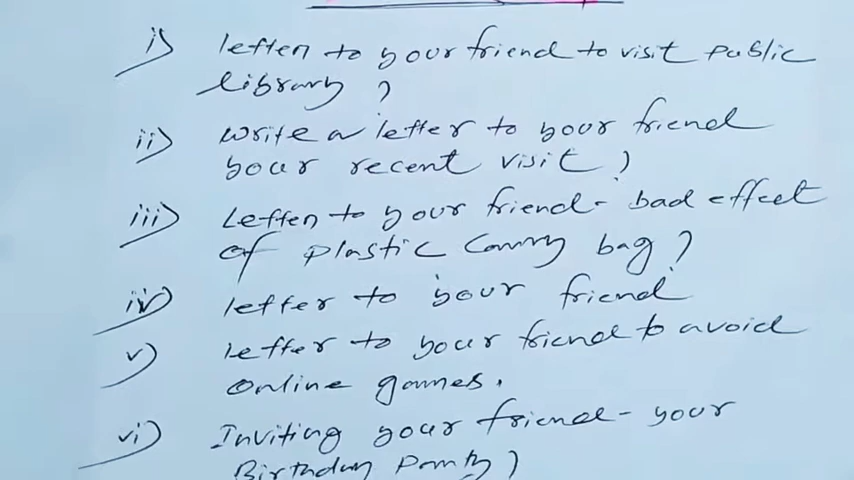 i) letter to your friend to visit public
library ?
ii) write a letter to your friend
your recent visit ?
iii) Letter to your friend - bad effect
of plastic carry bag ?
iv) letter to your friend
v) letter to your friend to avoid
online games.
vi) Inviting your friend - your
Birthday Party ?